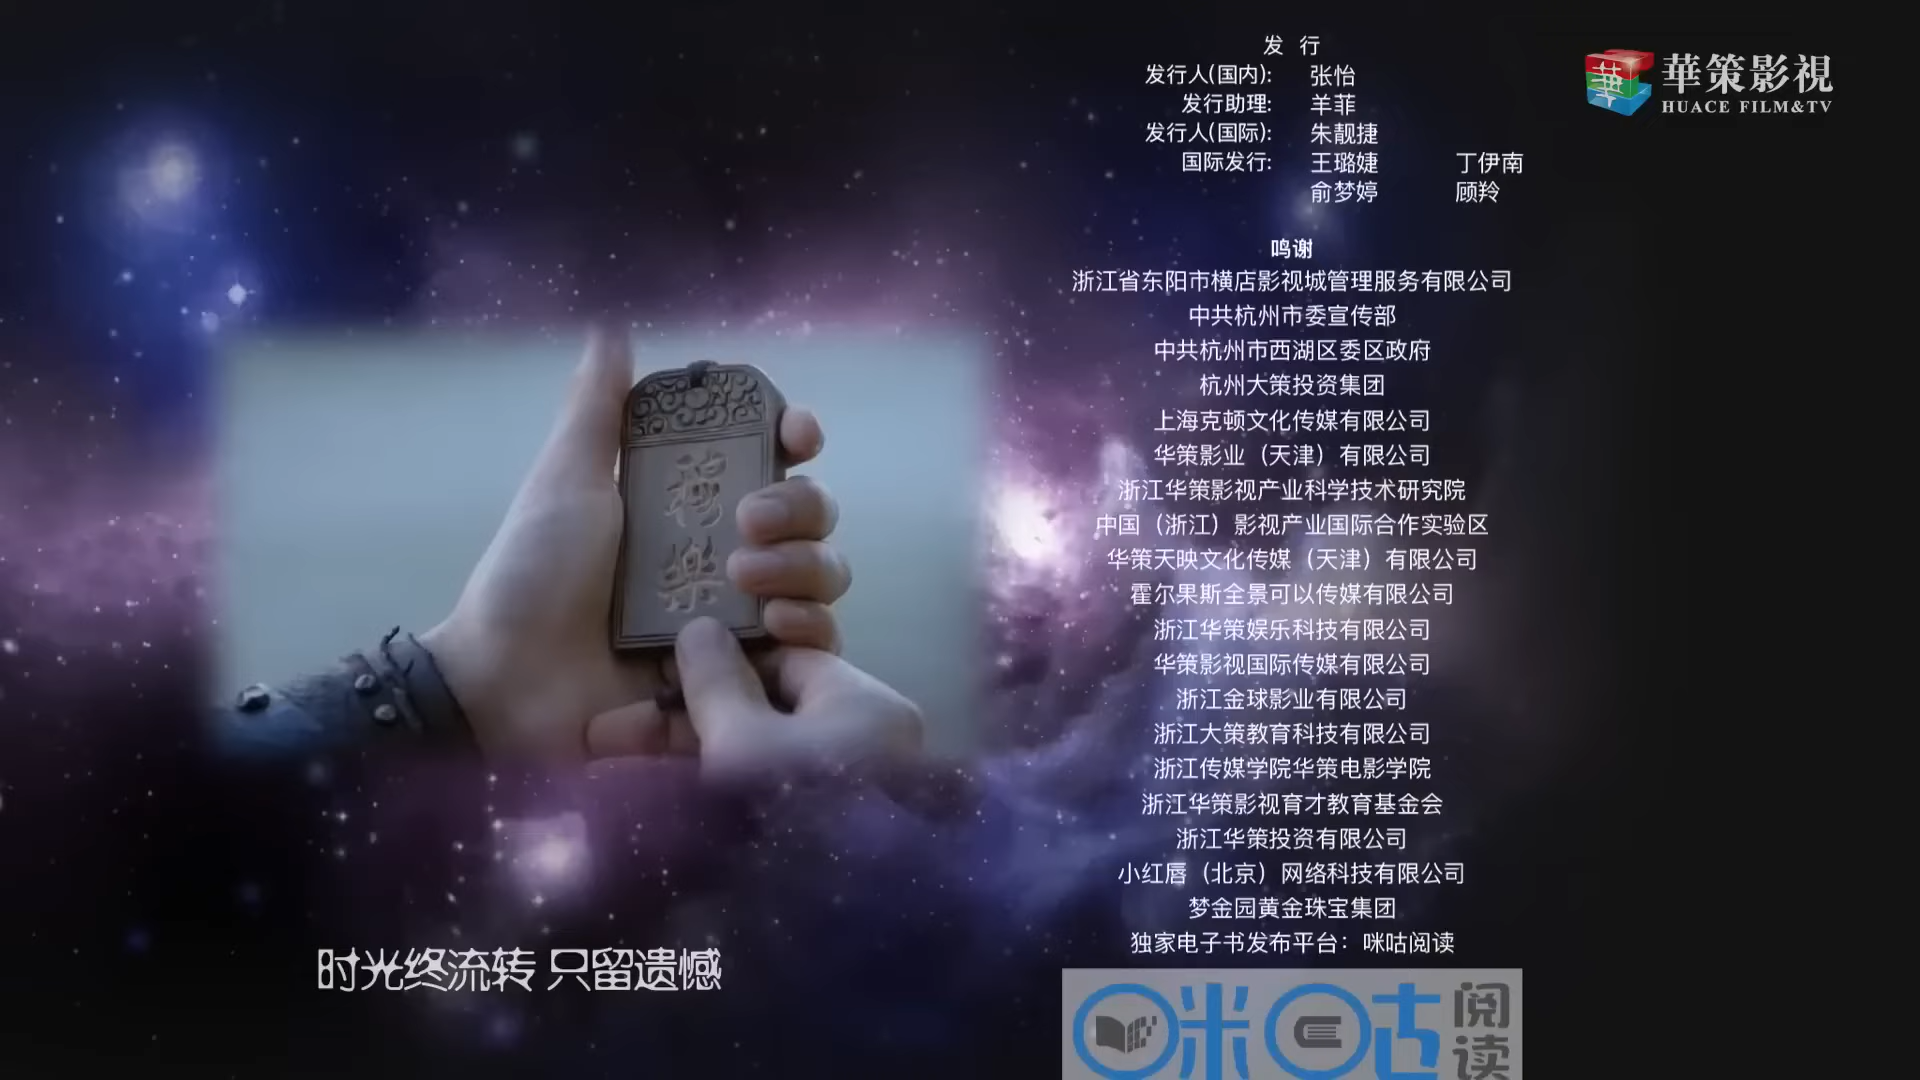 发 行
发行人(国内): 张怡
发行助理: 羊菲
发行人(国际): 朱靓捷
国际发行: 王璐婕 丁伊南
俞梦婷 顾羚
鸣谢
浙江省东阳市横店影视城管理服务有限公司
中共杭州市委宣传部
中共杭州市西湖区委区政府
杭州大策投资集团
上海克顿文化传媒有限公司
华策影业（天津）有限公司
浙江华策影视产业科学技术研究院
中国（浙江）影视产业国际合作实验区
华策天映文化传媒（天津）有限公司
霍尔果斯全景可以传媒有限公司
浙江华策娱乐科技有限公司
华策影视国际传媒有限公司
浙江金球影业有限公司
浙江大策教育科技有限公司
浙江传媒学院华策电影学院
浙江华策影视育才教育基金会
浙江华策投资有限公司
小红唇（北京）网络科技有限公司
梦金园黄金珠宝集团
独家电子书发布平台：咪咕阅读
咪咕阅读
華策影視
HUACE FILM&TV
穆
樂
时光终流转 只留遗憾